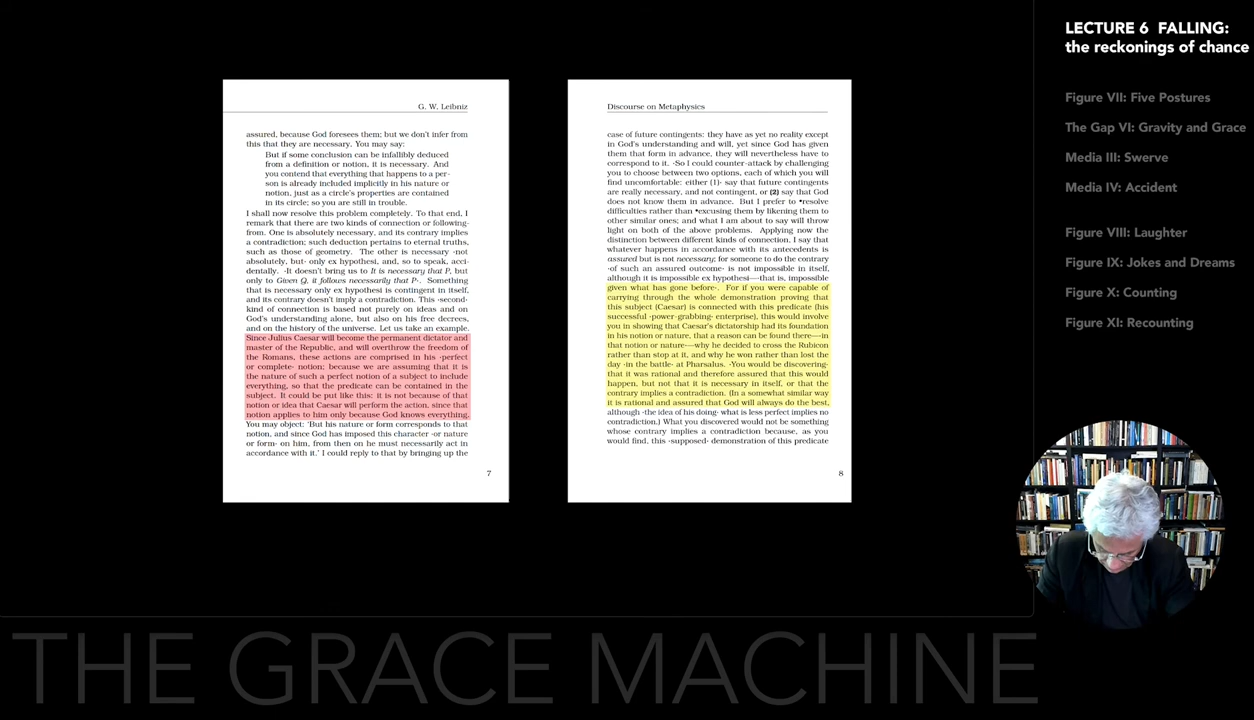 G. W. Leibniz
assured, because God foresees them; but we don't infer from
this that they are necessary. You may say:
But if some conclusion can be infallibly deduced
from a definition or notion, it is necessary. And
you contend that everything that happens to a per-
son is already included implicitly in his nature or
notion, just as a circle's properties are contained
in its circle; so you are still in trouble.
I shall now resolve this problem completely. To that end, I
remark that there are two kinds of connection or following-
from. One is absolutely necessary, and its contrary implies
a contradiction; such deduction pertains to eternal truths,
such as those of geometry. The other is necessary ·not
absolutely, but· only ex hypothesi, and, so to speak, acci-
dentally. ·It doesn't bring us to It is necessary that P, but
only to Given Q, it follows necessarily that P·. Something
that is necessary only ex hypothesi is contingent in itself,
and its contrary doesn't imply a contradiction. This ·second·
kind of connection is based not purely on ideas and on
God's understanding alone, but also on his free decrees,
and on the history of the universe. Let us take an example.
Since Julius Caesar will become the permanent dictator and
master of the Republic, and will overthrow the freedom of
the Romans, these actions are comprised in his ·perfect
or complete· notion; because we are assuming that it is
the nature of such a perfect notion of a subject to include
everything, so that the predicate can be contained in the
subject. It could be put like this: it is not because of that
notion or idea that Caesar will perform the action, since that
notion applies to him only because God knows everything.
You may object: 'But his nature or form corresponds to that
notion, and since God has imposed this character ·or nature
or form· on him, from then on he must necessarily act in
accordance with it.' I could reply to that by bringing up the
7
Discourse on Metaphysics
case of future contingents: they have as yet no reality except
in God's understanding and will, yet since God has given
them that form in advance, they will nevertheless have to
correspond to it. ·So I could counter-attack by challenging
you to choose between two options, each of which you will
find uncomfortable: either (1)· say that future contingents
are really necessary, and not contingent, or (2) say that God
does not know them in advance. But I prefer to •resolve
difficulties rather than •excusing them by likening them to
other similar ones; and what I am about to say will throw
light on both of the above problems. Applying now the
distinction between different kinds of connection, I say that
whatever happens in accordance with its antecedents is
assured but is not necessary; for someone to do the contrary
·of such an assured outcome· is not impossible in itself,
although it is impossible ex hypothesi—that is, impossible
given what has gone before·. For if you were capable of
carrying through the whole demonstration proving that
this subject (Caesar) is connected with this predicate (his
successful ·power-grabbing· enterprise), this would involve
you in showing that Caesar's dictatorship had its foundation
in his notion or nature, that a reason can be found there—in
that notion or nature·—why he decided to cross the Rubicon
rather than stop at it, and why he won rather than lost the
day ·in the battle· at Pharsalus. ·You would be discovering·
that it was rational and therefore assured that this would
happen, but not that it is necessary in itself, or that the
contrary implies a contradiction. (In a somewhat similar way
it is rational and assured that God will always do the best,
although ·the idea of his doing· what is less perfect implies no
contradiction.) What you discovered would not be something
whose contrary implies a contradiction because, as you
would find, this ·supposed· demonstration of this predicate
8
LECTURE 6 FALLING:
the reckonings of chance
Figure VII: Five Postures
The Gap VI: Gravity and Grace
Media III: Swerve
Media IV: Accident
Figure VIII: Laughter
Figure IX: Jokes and Dreams
Figure X: Counting
Figure XI: Recounting
THE GRACE MACHINE